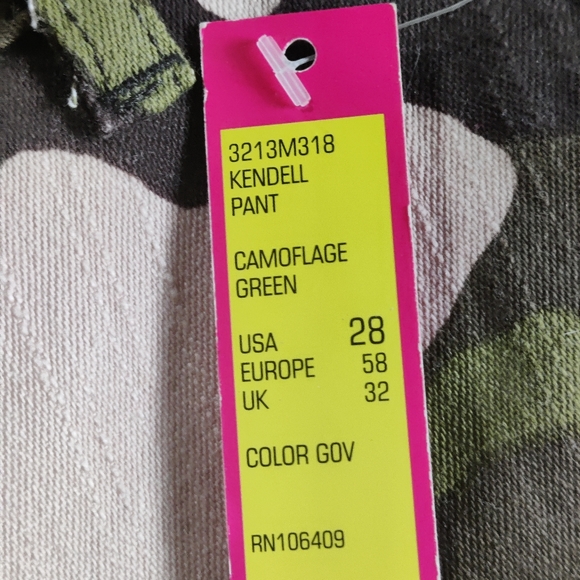 3213M318
KENDELL
PANT
CAMOFLAGE
GREEN
USA 28
EUROPE 58
UK 32
COLOR GOV
RN106409